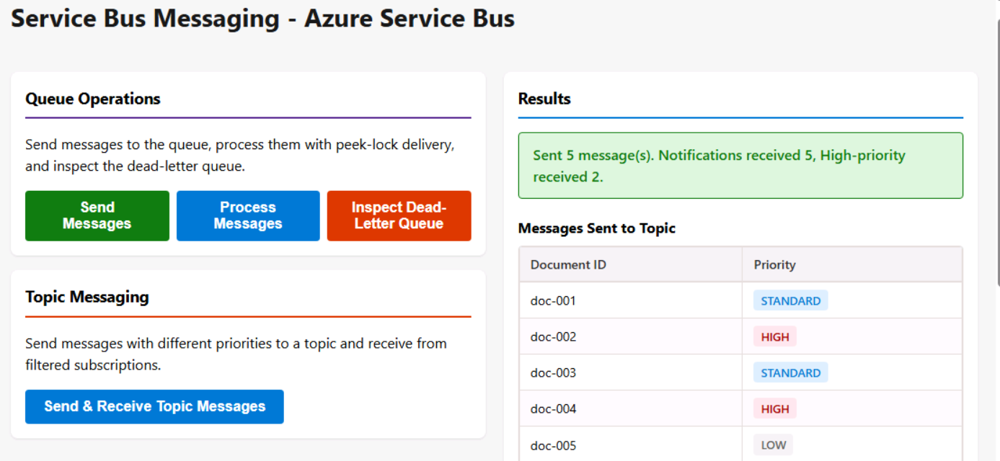 Service Bus Messaging - Azure Service Bus
Queue Operations
Send messages to the queue, process them with peek-lock delivery,
and inspect the dead-letter queue.
Send
Messages
Process
Messages
Inspect Dead-
Letter Queue
Topic Messaging
Send messages with different priorities to a topic and receive from
filtered subscriptions.
Send & Receive Topic Messages
Results
Sent 5 message(s). Notifications received 5, High-priority
received 2.
Messages Sent to Topic
Document ID Priority
doc-001 STANDARD
doc-002 HIGH
doc-003 STANDARD
doc-004 HIGH
doc-005 LOW